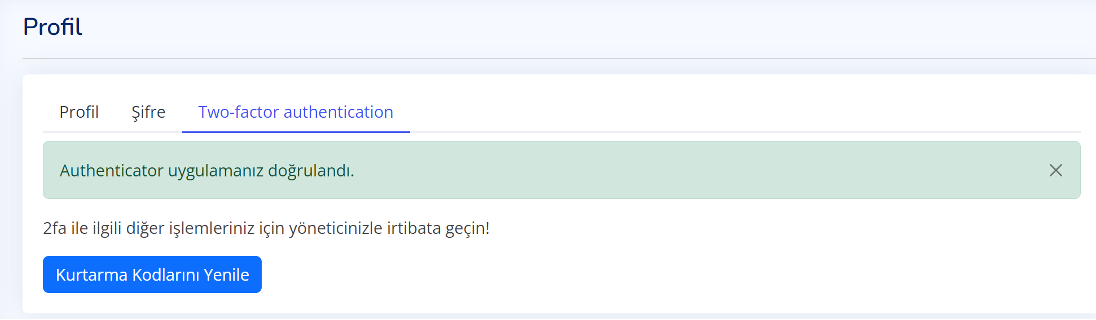 Profil
Profil Şifre Two-factor authentication
Authenticator uygulamanız doğrulandı.
2fa ile ilgili diğer işlemleriniz için yöneticinizle irtibata geçin!
Kurtarma Kodlarını Yenile